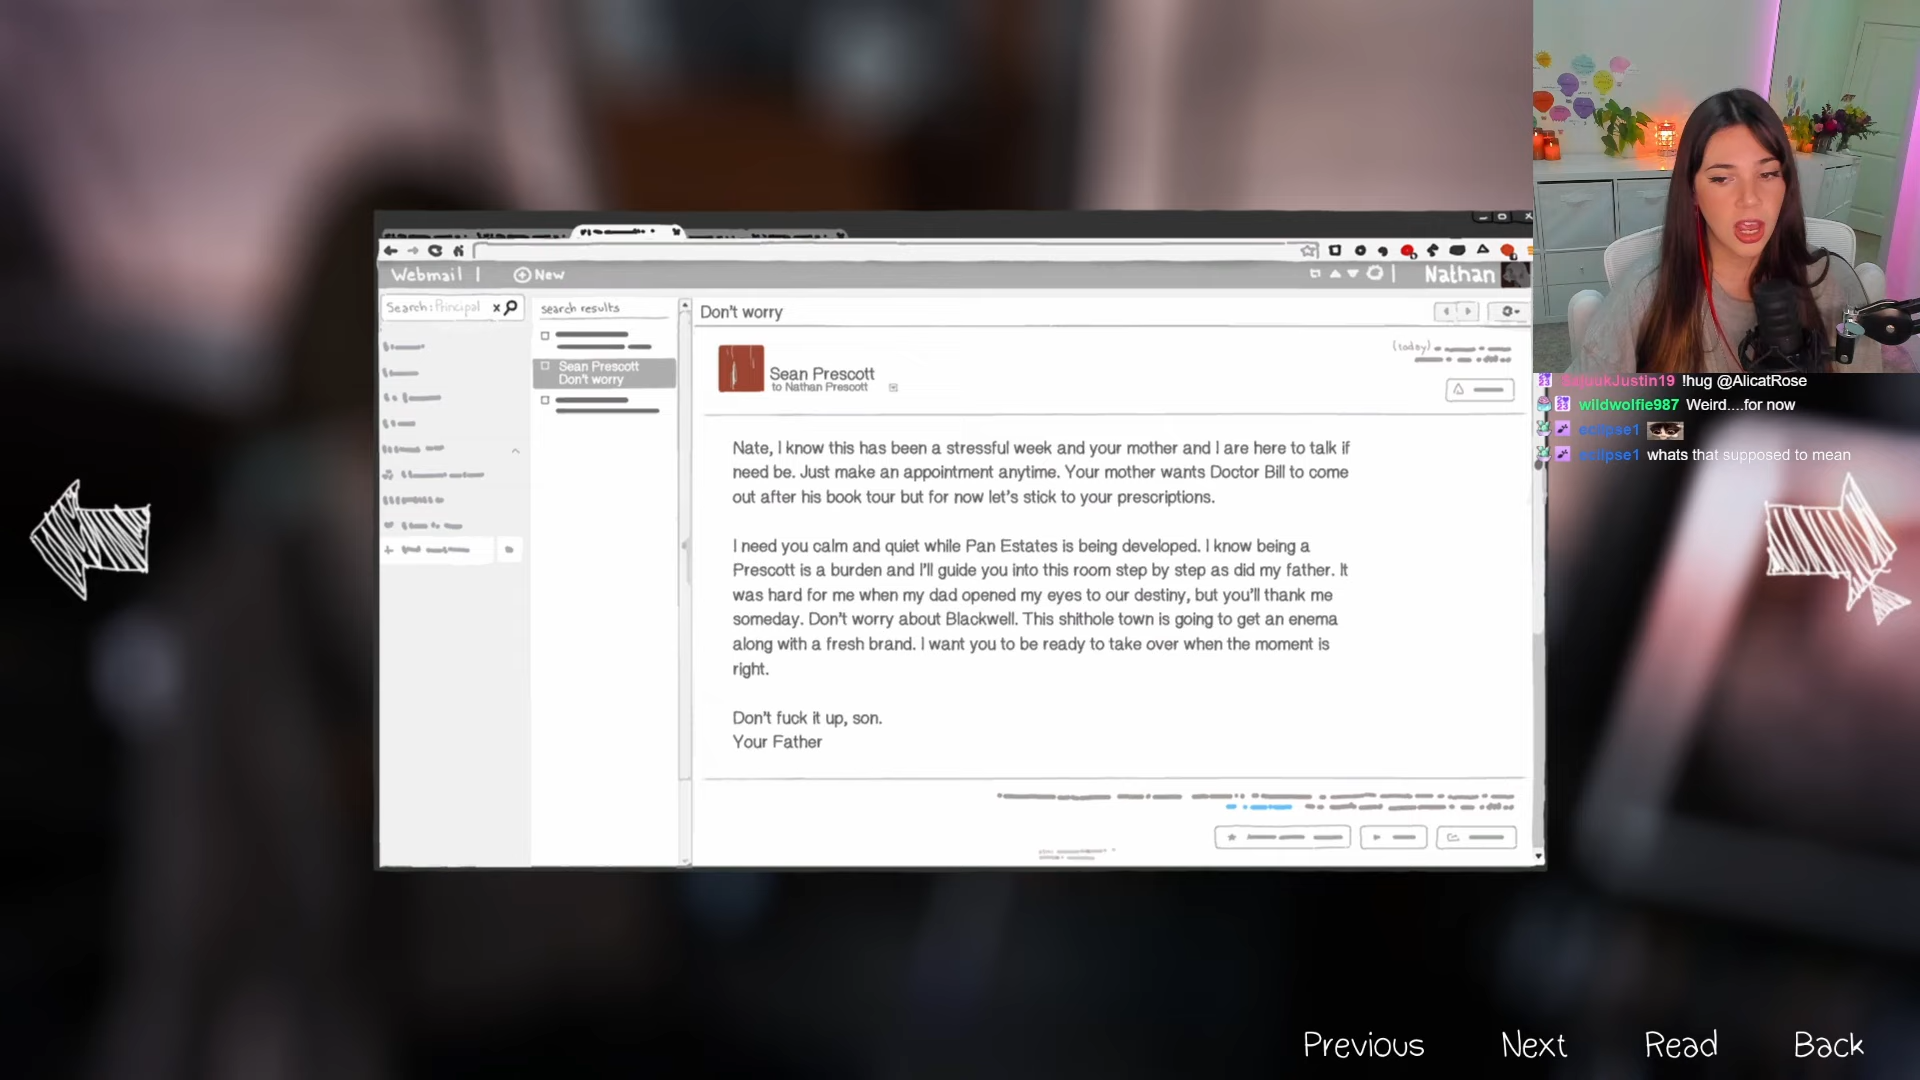 Webmail |
New
Nathan
Search: Principal x
search results
Sean Prescott
Don't worry
Don't worry
Sean Prescott
to Nathan Prescott
(today)
Nate, I know this has been a stressful week and your mother and I are here to talk if
need be. Just make an appointment anytime. Your mother wants Doctor Bill to come
out after his book tour but for now let's stick to your prescriptions.
I need you calm and quiet while Pan Estates is being developed. I know being a
Prescott is a burden and I'll guide you into this room step by step as did my father. It
was hard for me when my dad opened my eyes to our destiny, but you'll thank me
someday. Don't worry about Blackwell. This shithole town is going to get an enema
along with a fresh brand. I want you to be ready to take over when the moment is
right.
Don't fuck it up, son.
Your Father
!hug @AlicatRose
wildwolfie987 Weird....for now
eclipse1
eclipse1 whats that supposed to mean
Previous
Next
Read
Back